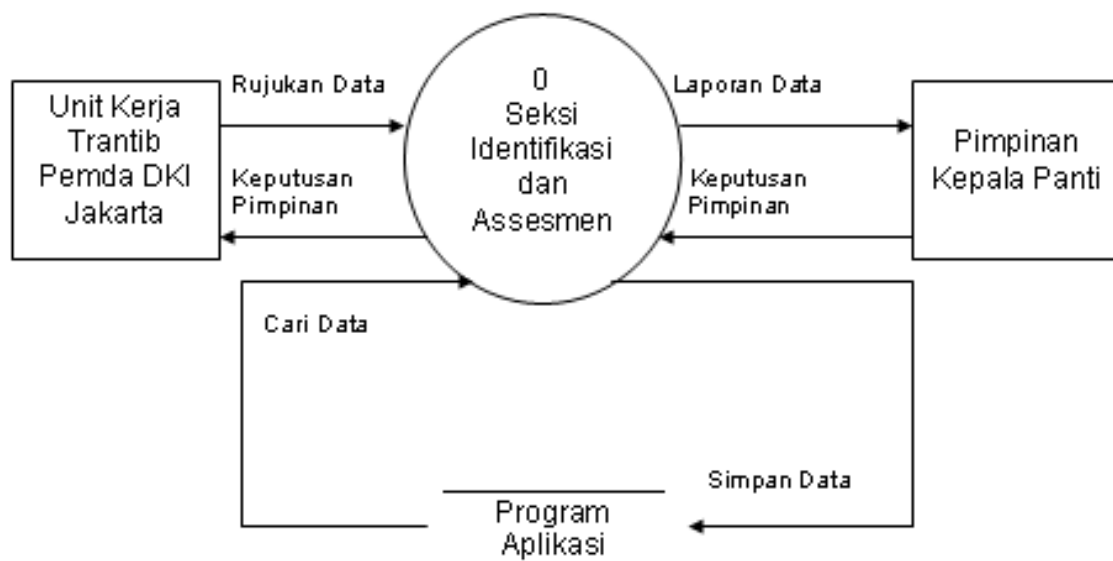 Unit Kerja
Trantib
Pemda DKI
Jakarta
Rujukan Data
Keputusan
Pimpinan
0
Seksi
Identifikasi
dan
Assesmen
Laporan Data
Keputusan
Pimpinan
Pimpinan
Kepala Panti
Cari Data
Simpan Data
Program
Aplikasi